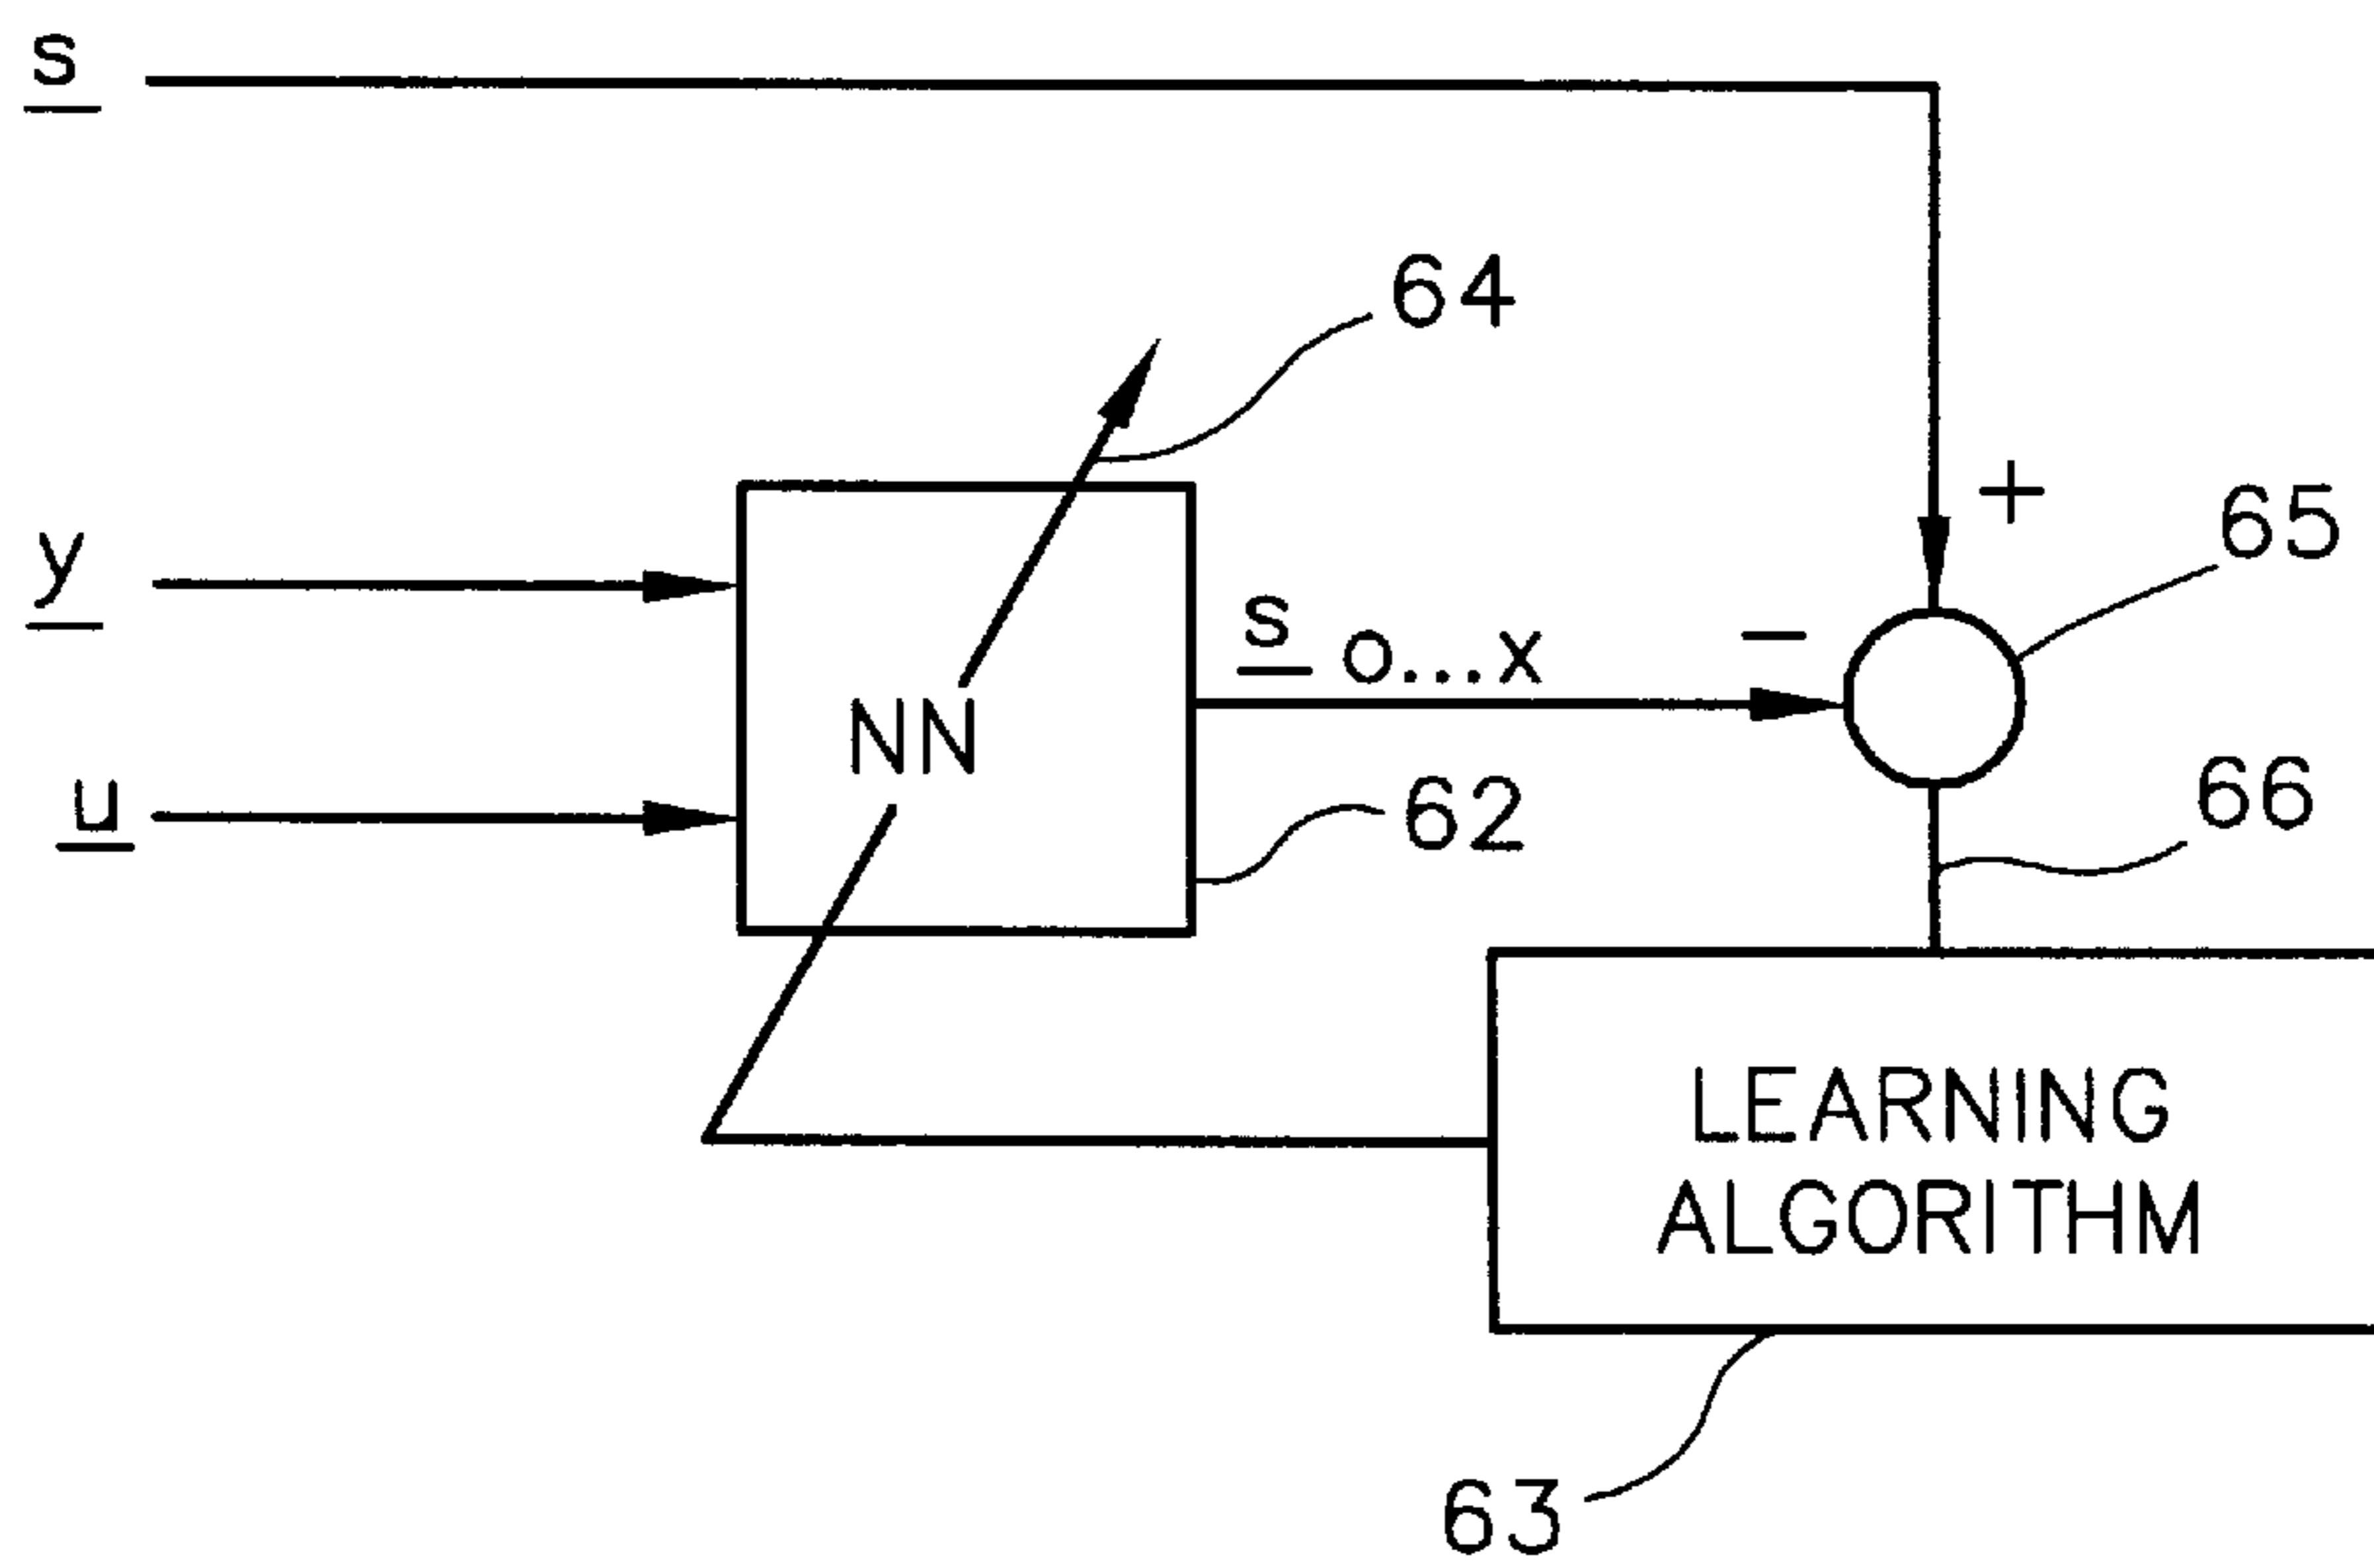 s
64
+
65
y
s o...x
−
NN
u
62
66
LEARNING
ALGORITHM
63